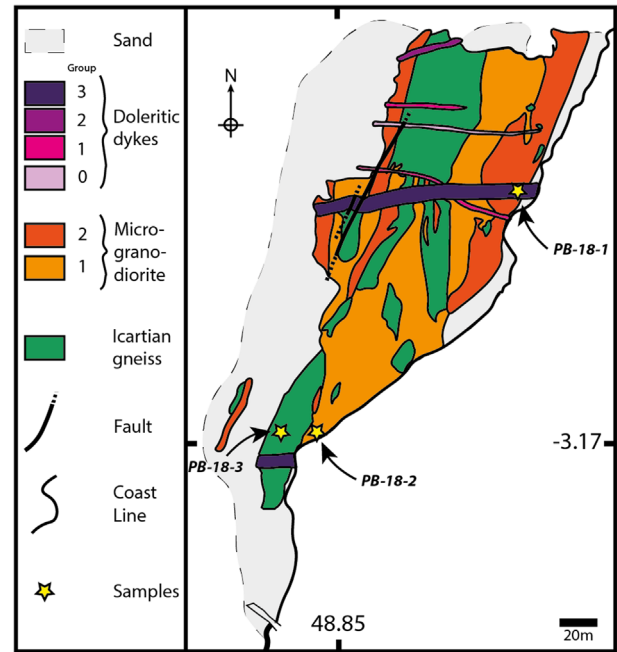 Sand
Group
3
2
1
0
Doleritic
dykes
2
1
Micro-
grano-
diorite
Icartian
gneiss
Fault
Coast
Line
Samples
N
PB-18-1
-3.17
PB-18-3
PB-18-2
48.85
20m